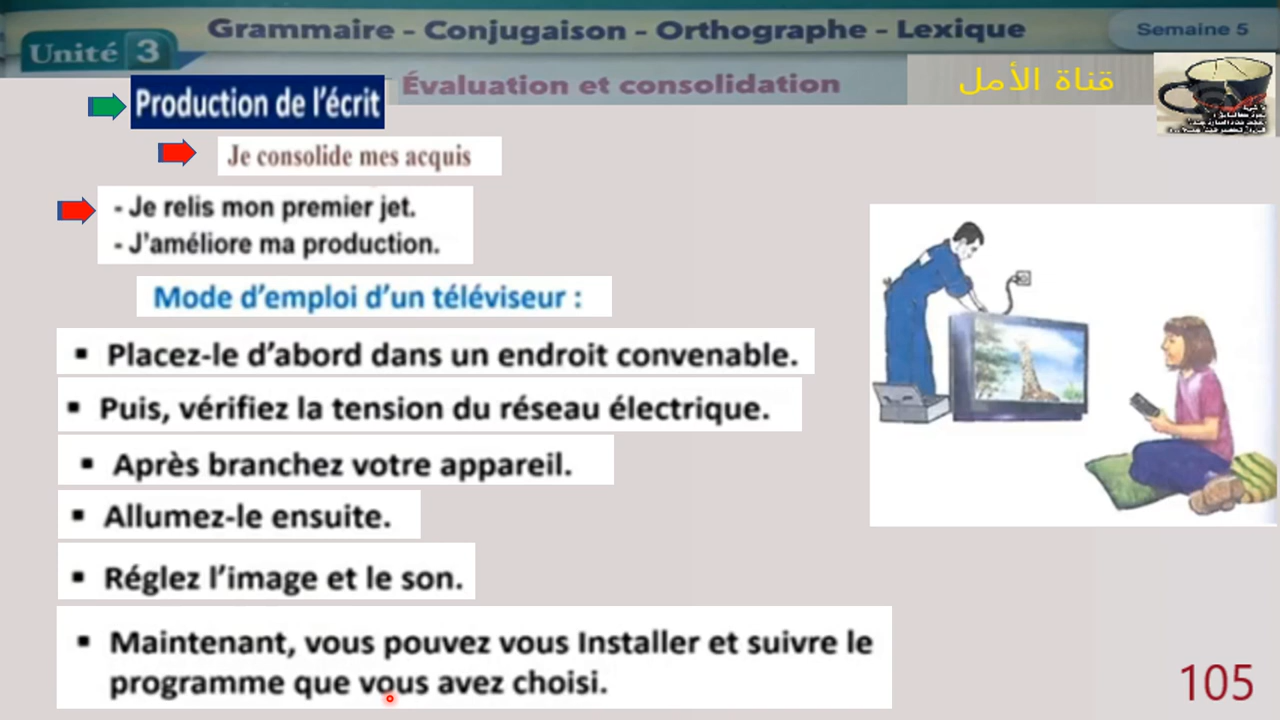 Grammaire - Conjugaison - Orthographe - Lexique
Semaine 5
Unité 3
Évaluation et consolidation
قناة الأمل
Production de l'écrit
Je consolide mes acquis
- Je relis mon premier jet.
- J'améliore ma production.
Mode d'emploi d'un téléviseur :
▪ Placez-le d'abord dans un endroit convenable.
▪ Puis, vérifiez la tension du réseau électrique.
▪ Après branchez votre appareil.
▪ Allumez-le ensuite.
▪ Réglez l'image et le son.
▪ Maintenant, vous pouvez vous Installer et suivre le
programme que vous avez choisi.
105